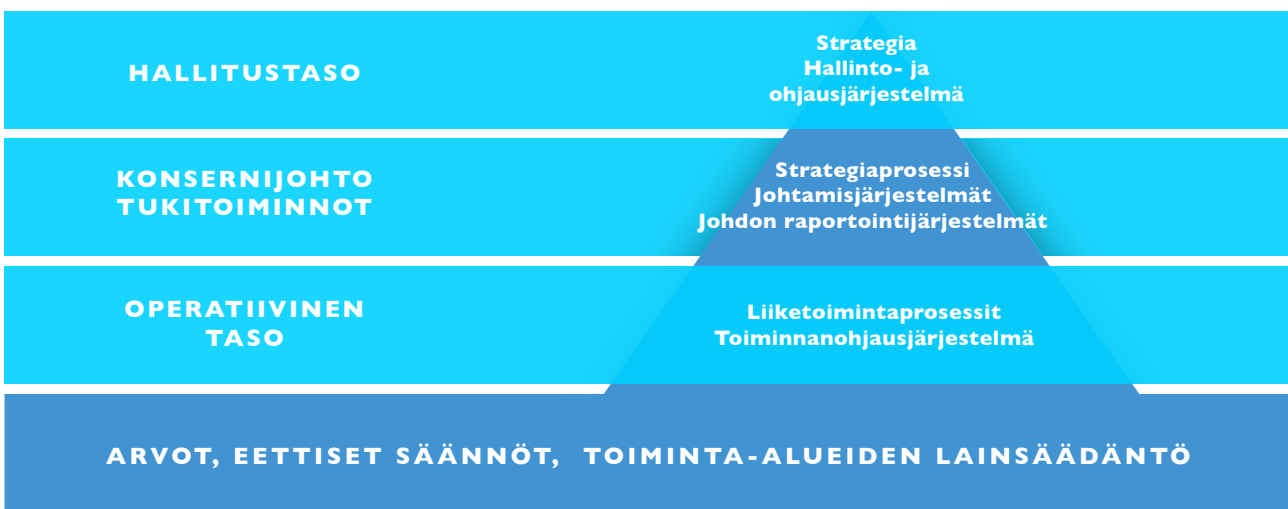 HALLITUSTASO
Strategia
Hallinto- ja
ohjausjärjestelmä
KONSERNIJOHTO
TUKITOIMINNOT
Strategiaprosessi
Johtamisjärjestelmät
Johdon raportointijärjestelmät
OPERATIIVINEN
TASO
Liiketoimintaprosessit
Toiminnanohjausjärjestelmä
ARVOT, EETTISET SÄÄNNÖT, TOIMINTA-ALUEIDEN LAINSÄÄDÄNTÖ